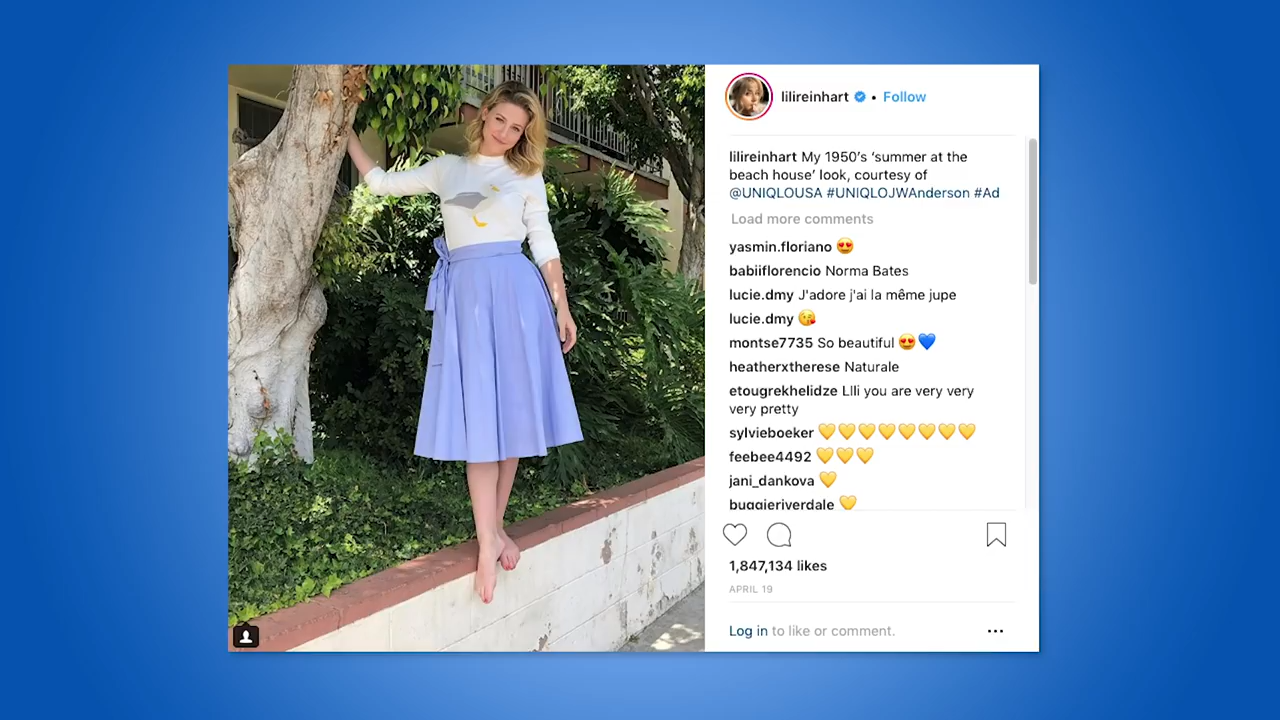 lilireinhart • Follow
lilireinhart My 1950's 'summer at the
beach house' look, courtesy of
@UNIQLOUSA #UNIQLOJWAnderson #Ad
Load more comments
yasmin.floriano 😍
babiiflorencio Norma Bates
lucie.dmy J'adore j'ai la même jupe
lucie.dmy 😘
montse7735 So beautiful 😍💙
heatherxtherese Naturale
etougrekhelidze LIli you are very very
very pretty
sylvieboeker 💛💛💛💛💛💛💛💛
feebee4492 💛💛💛
jani_dankova 💛
buggieriverdale 💛
1,847,134 likes
APRIL 19
Log in to like or comment.